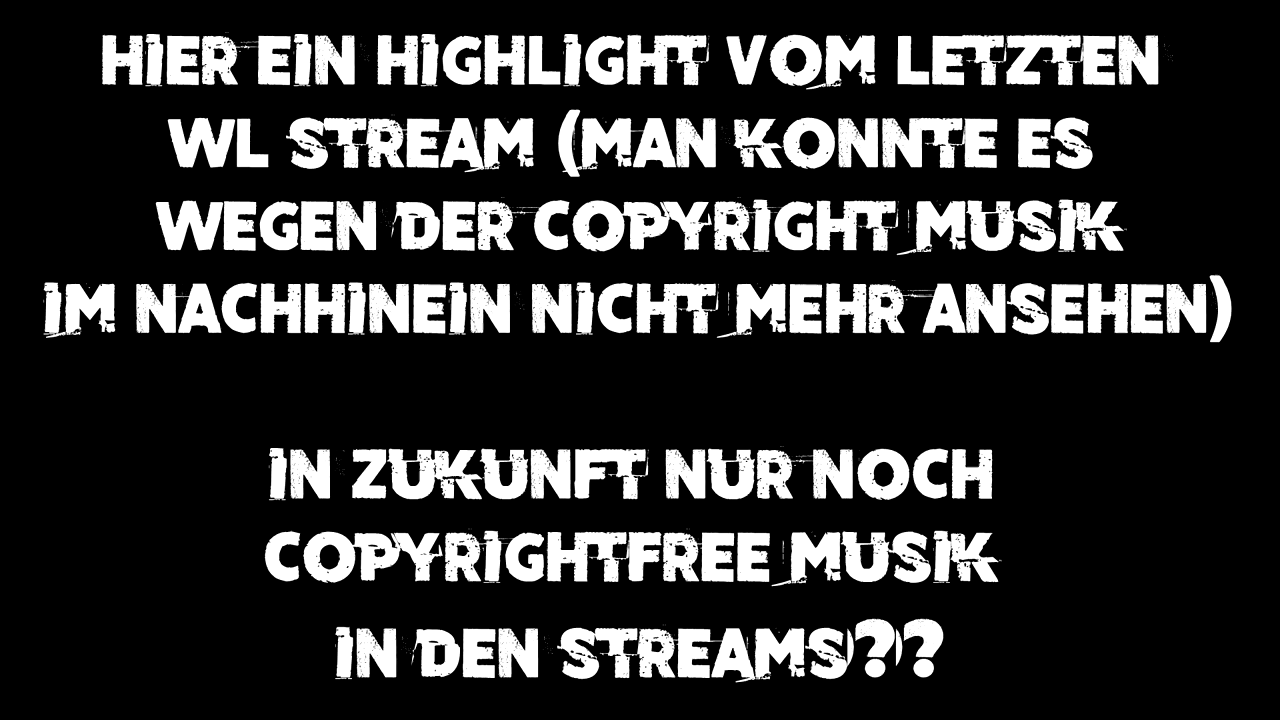 HIER EIN HIGHLIGHT VOM LETZTEN
WL STREAM (MAN KONNTE ES
WEGEN DER COPYRIGHT MUSIK
IM NACHHINEIN NICHT MEHR ANSEHEN)
IN ZUKUNFT NUR NOCH
COPYRIGHTFREE MUSIK
IN DEN STREAMS??